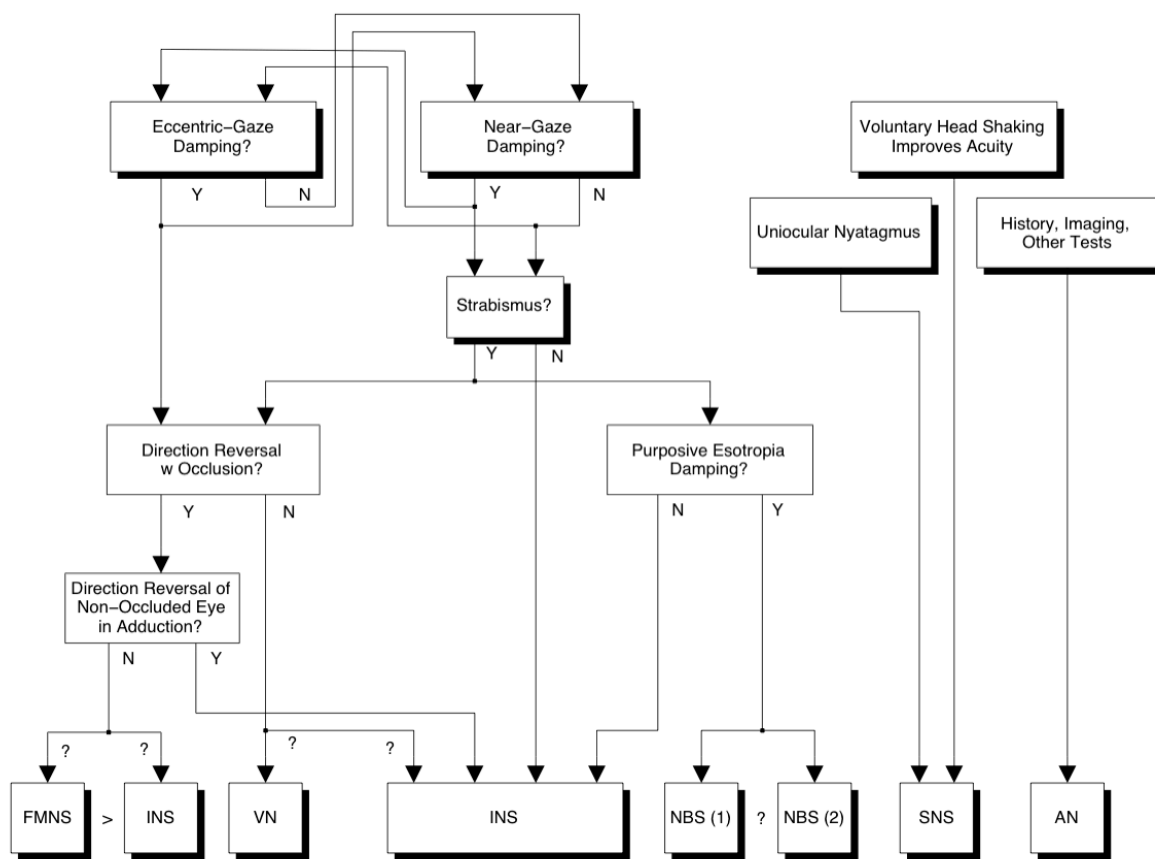 Eccentric-Gaze
Damping?
Near-Gaze
Damping?
Voluntary Head Shaking
Improves Acuity
Y
N
Y
N
Uniocular Nyatagmus
History, Imaging,
Other Tests
Strabismus?
Y
N
Direction Reversal
w Occlusion?
Purposive Esotropia
Damping?
Y
N
N
Y
Direction Reversal of
Non-Occluded Eye
in Adduction?
N
Y
?
?
?
?
FMNS
>
INS
VN
INS
NBS (1)
?
NBS (2)
SNS
AN